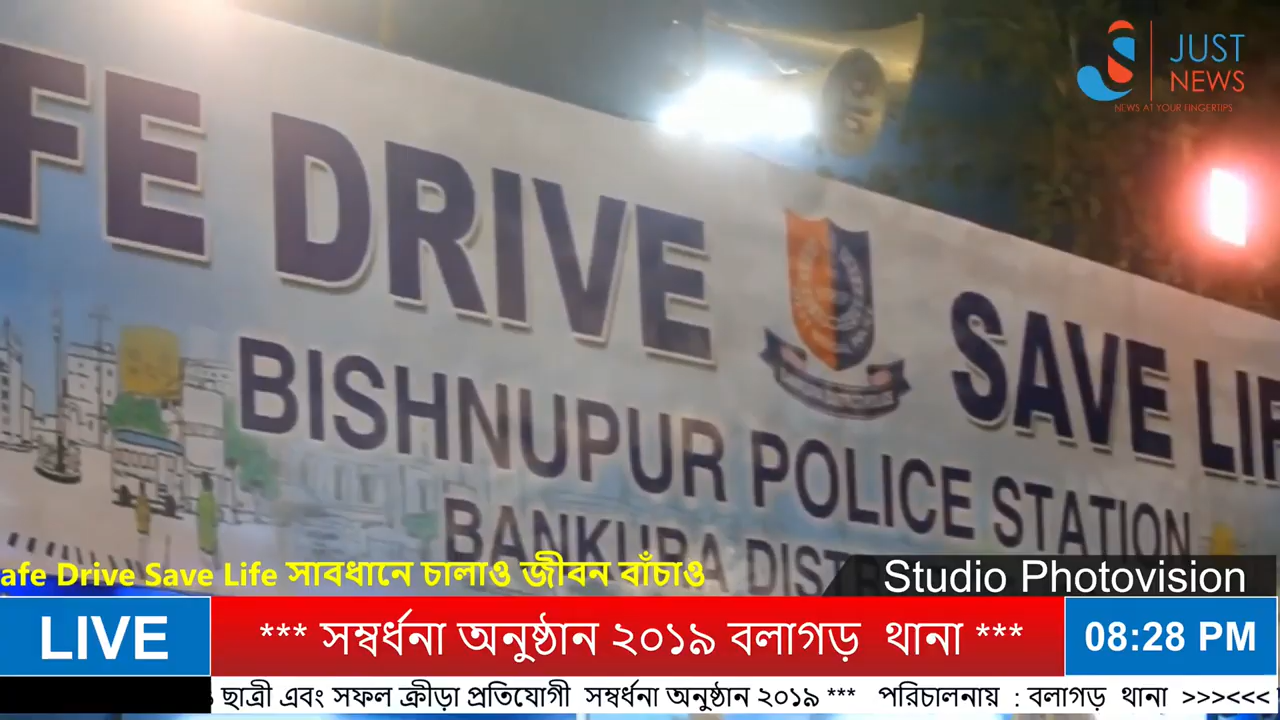 JUST
NEWS
NEWS AT YOUR FINGERTIPS
FE DRIVE SAVE LIF
BISHNUPUR POLICE STATION
BANKURA DISTR
afe Drive Save Life সাবধানে চালাও জীবন বাঁচাও
Studio Photovision
LIVE *** সম্বর্ধনা অনুষ্ঠান ২০১৯ বলাগড় থানা *** 08:28 PM
ছাত্রী এবং সফল ক্রীড়া প্রতিযোগী সম্বর্ধনা অনুষ্ঠান ২০১৯ *** পরিচালনায় : বলাগড় থানা >>><<<